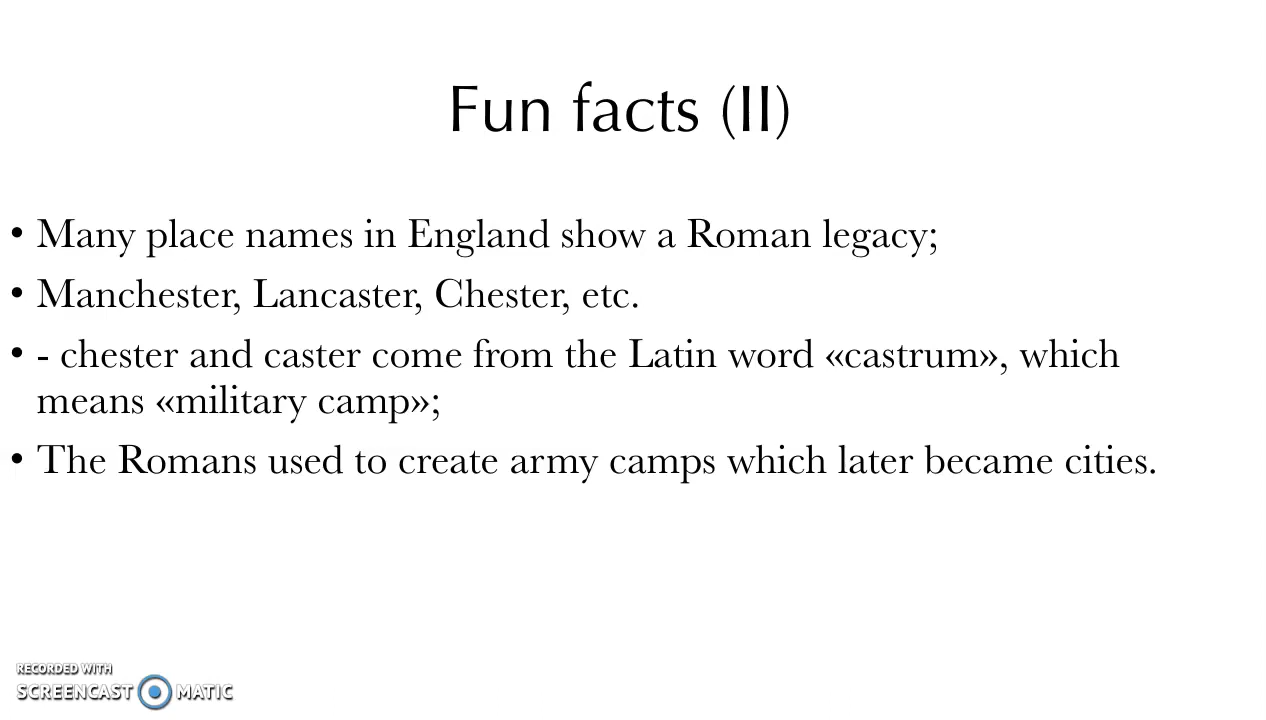 Fun facts (II)
• Many place names in England show a Roman legacy;
• Manchester, Lancaster, Chester, etc.
• - chester and caster come from the Latin word «castrum», which
means «military camp»;
• The Romans used to create army camps which later became cities.
RECORDED WITH
SCREENCAST MATIC